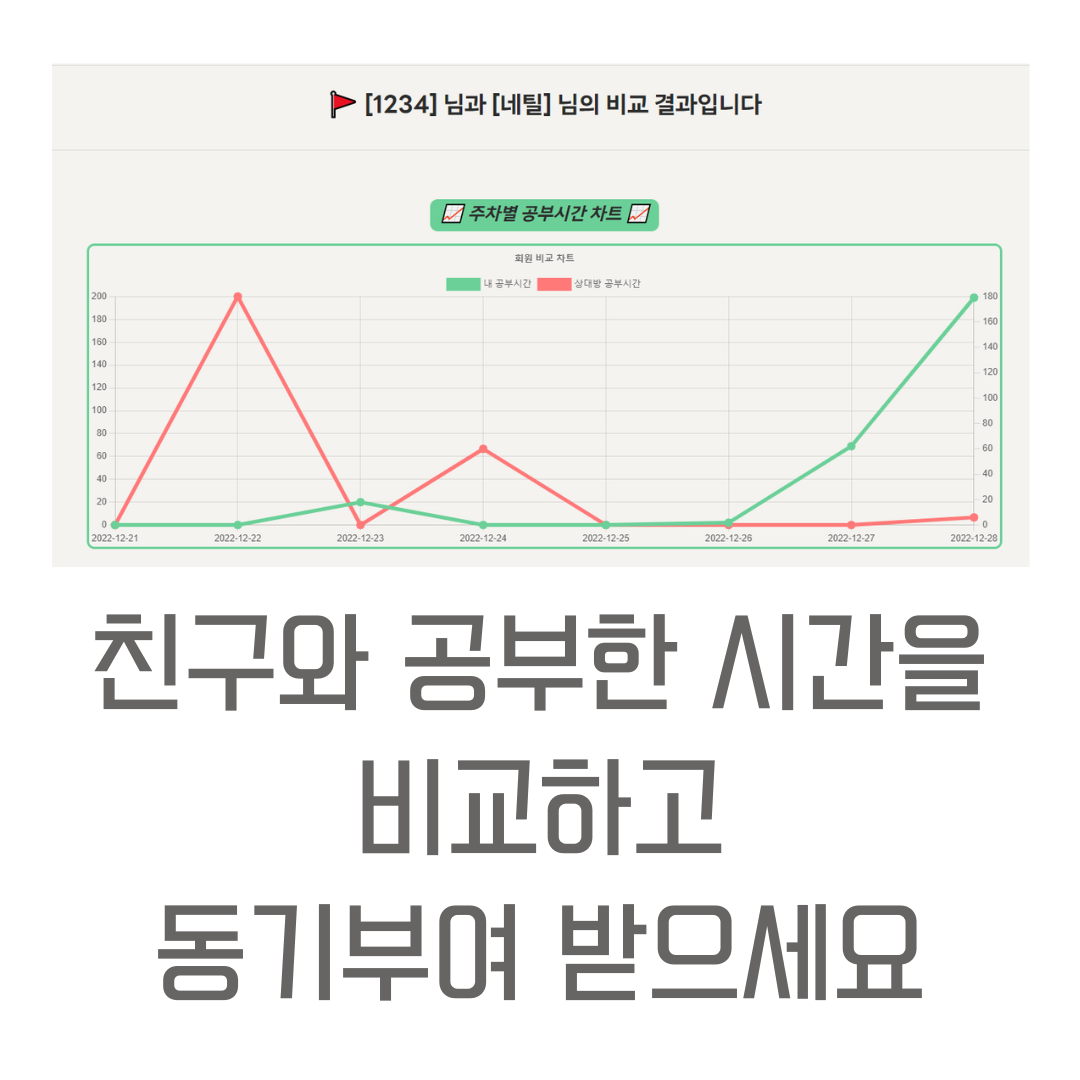 🚩 [1234] 님과 [네틸] 님의 비교 결과입니다
📈 주차별 공부시간 차트 📈
회원 비교 차트
내 공부시간 상대방 공부시간
200 180
180 160
160 140
140 120
120 100
100 80
80 60
60 40
40 20
20 0
0
2022-12-21 2022-12-22 2022-12-23 2022-12-24 2022-12-25 2022-12-26 2022-12-27 2022-12-28
친구와 공부한 시간을
비교하고
동기부여 받으세요